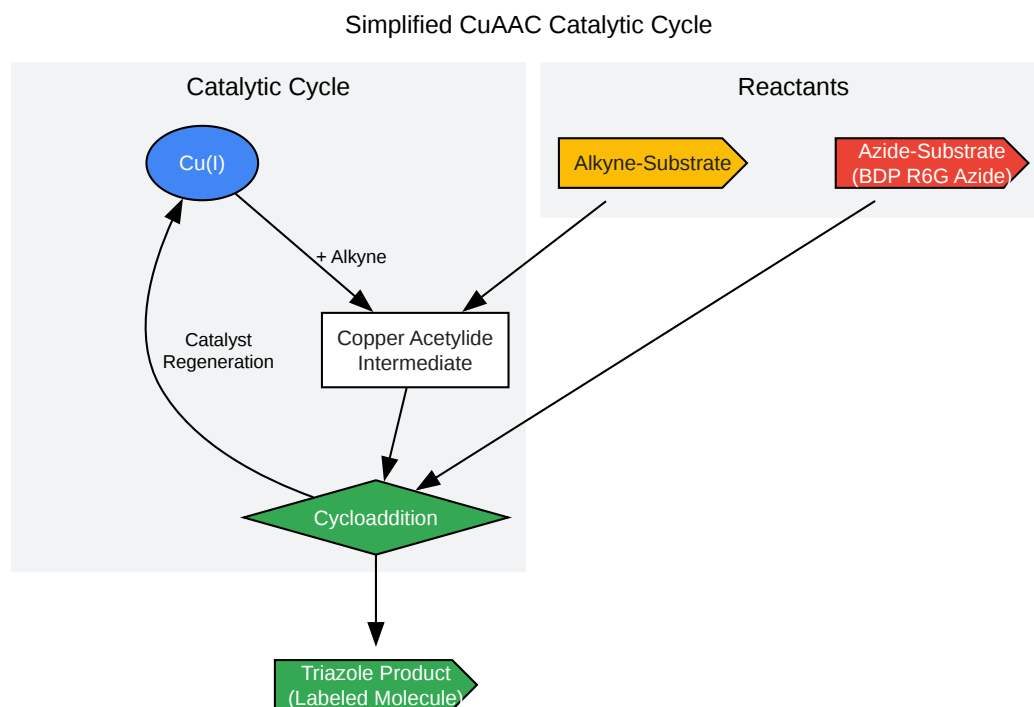 Simplified CuAAC Catalytic Cycle
Catalytic Cycle
Reactants
Cu(I)
Alkyne-Substrate
Azide-Substrate
(BDP R6G Azide)
+ Alkyne
Catalyst
Regeneration
Copper Acetylide
Intermediate
Cycloaddition
Triazole Product
(Labeled Molecule)